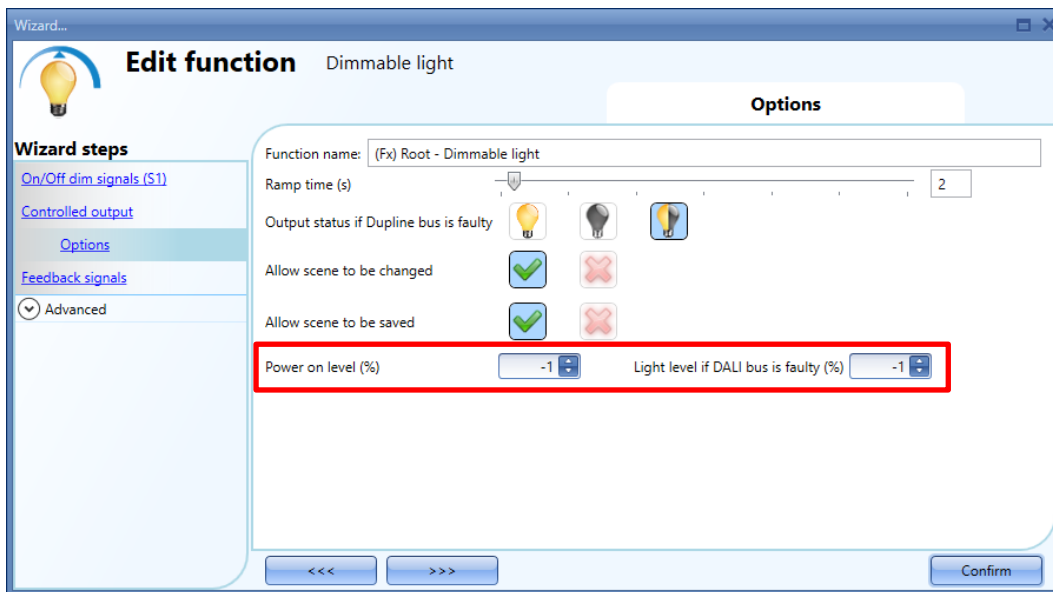 Wizard...
Edit function Dimmable light
Options
Wizard steps
On/Off dim signals (S1)
Controlled output
Options
Feedback signals
Advanced
Function name: (Fx) Root - Dimmable light
Ramp time (s) 2
Output status if Dupline bus is faulty
Allow scene to be changed
Allow scene to be saved
Power on level (%) -1 Light level if DALI bus is faulty (%) -1
<<< >>> Confirm